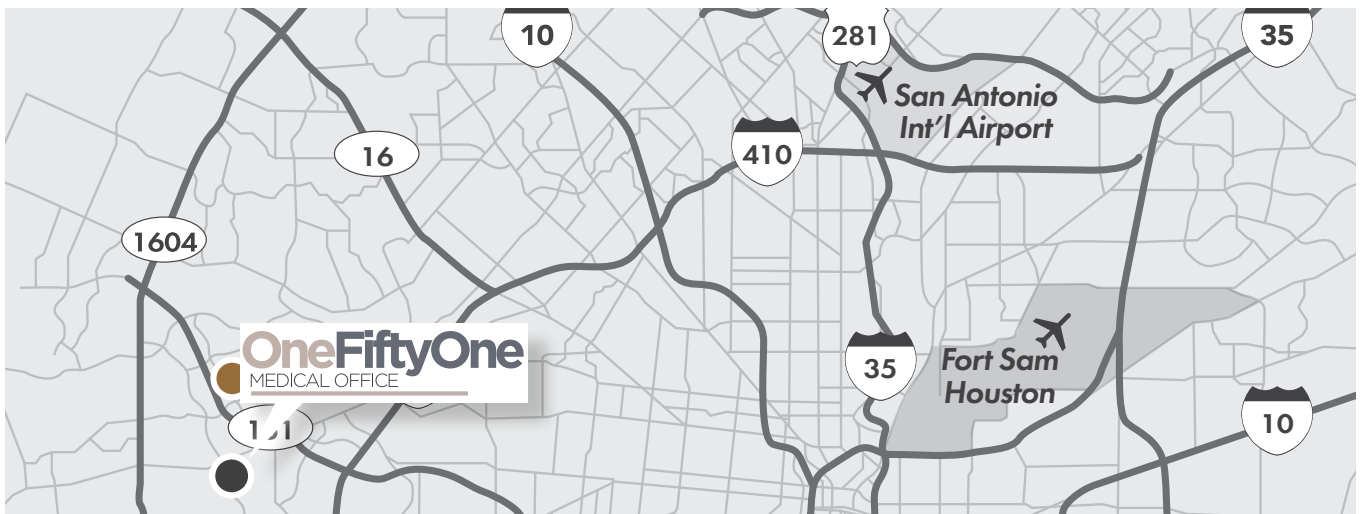 10
281
35
San Antonio
Int'l Airport
410
16
1604
OneFiftyOne
MEDICAL OFFICE
Fort Sam
Houston
35
10